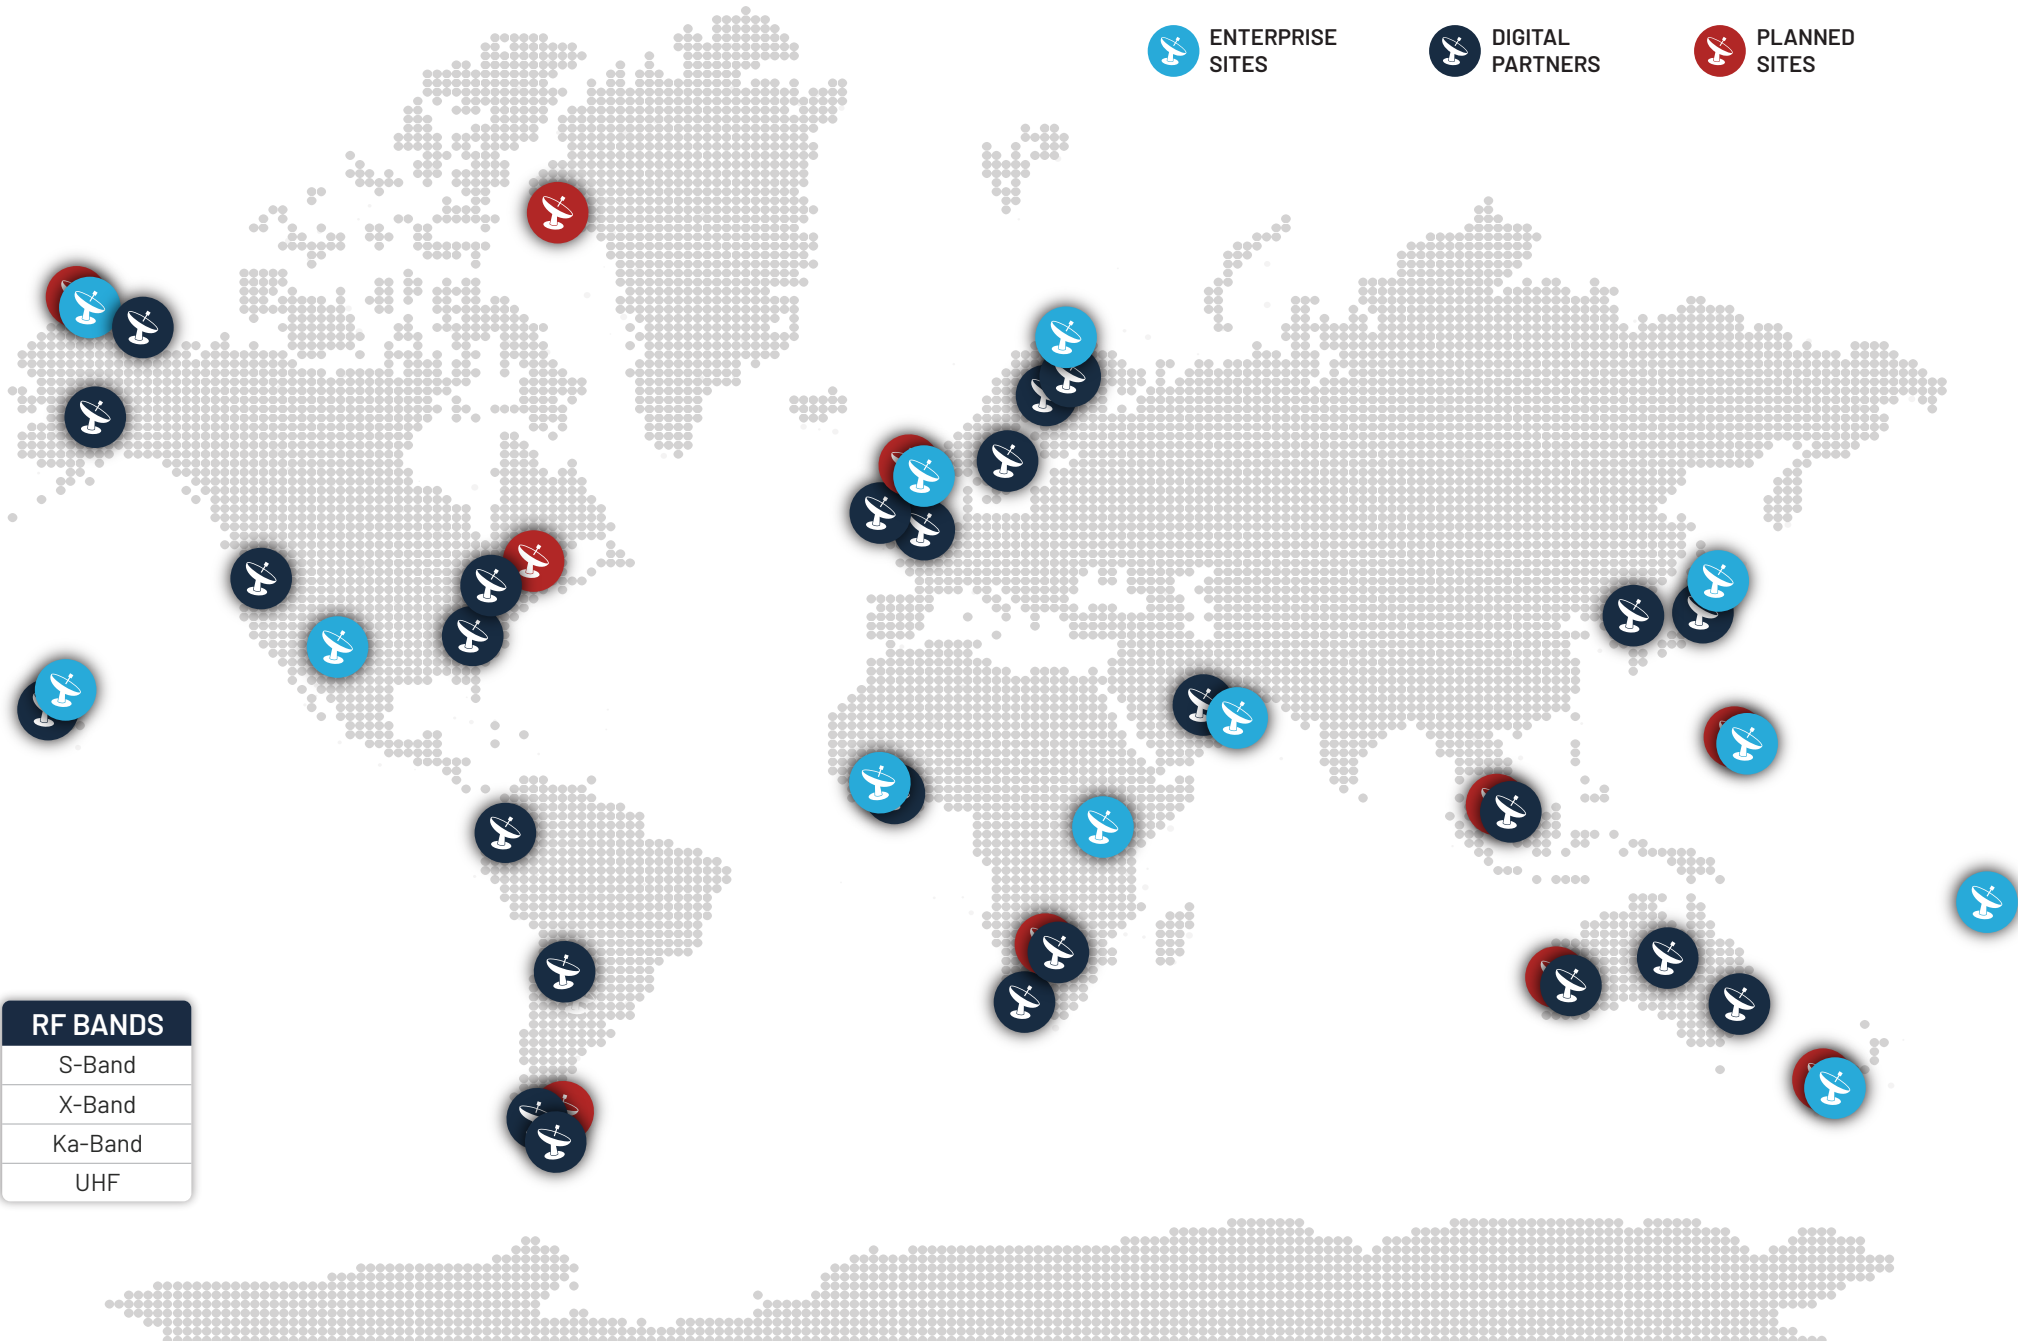 ENTERPRISE
SITES
DIGITAL
PARTNERS
PLANNED
SITES
RF BANDS
S-Band
X-Band
Ka-Band
UHF